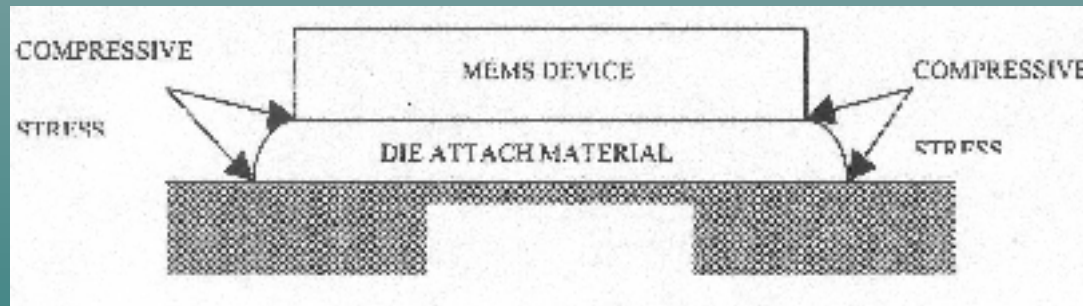 COMPRESSIVE
STRESS
MEMS DEVICE
DIE ATTACH MATERIAL
COMPRESSIVE
STRESS